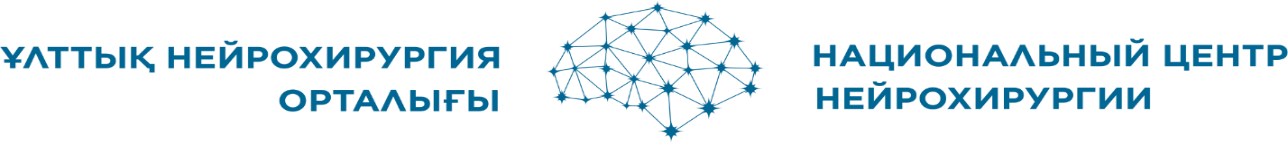 ҰЛТТЫҚ НЕЙРОХИРУРГИЯ
ОРТАЛЫҒЫ
НАЦИОНАЛЬНЫЙ ЦЕНТР
НЕЙРОХИРУРГИИ